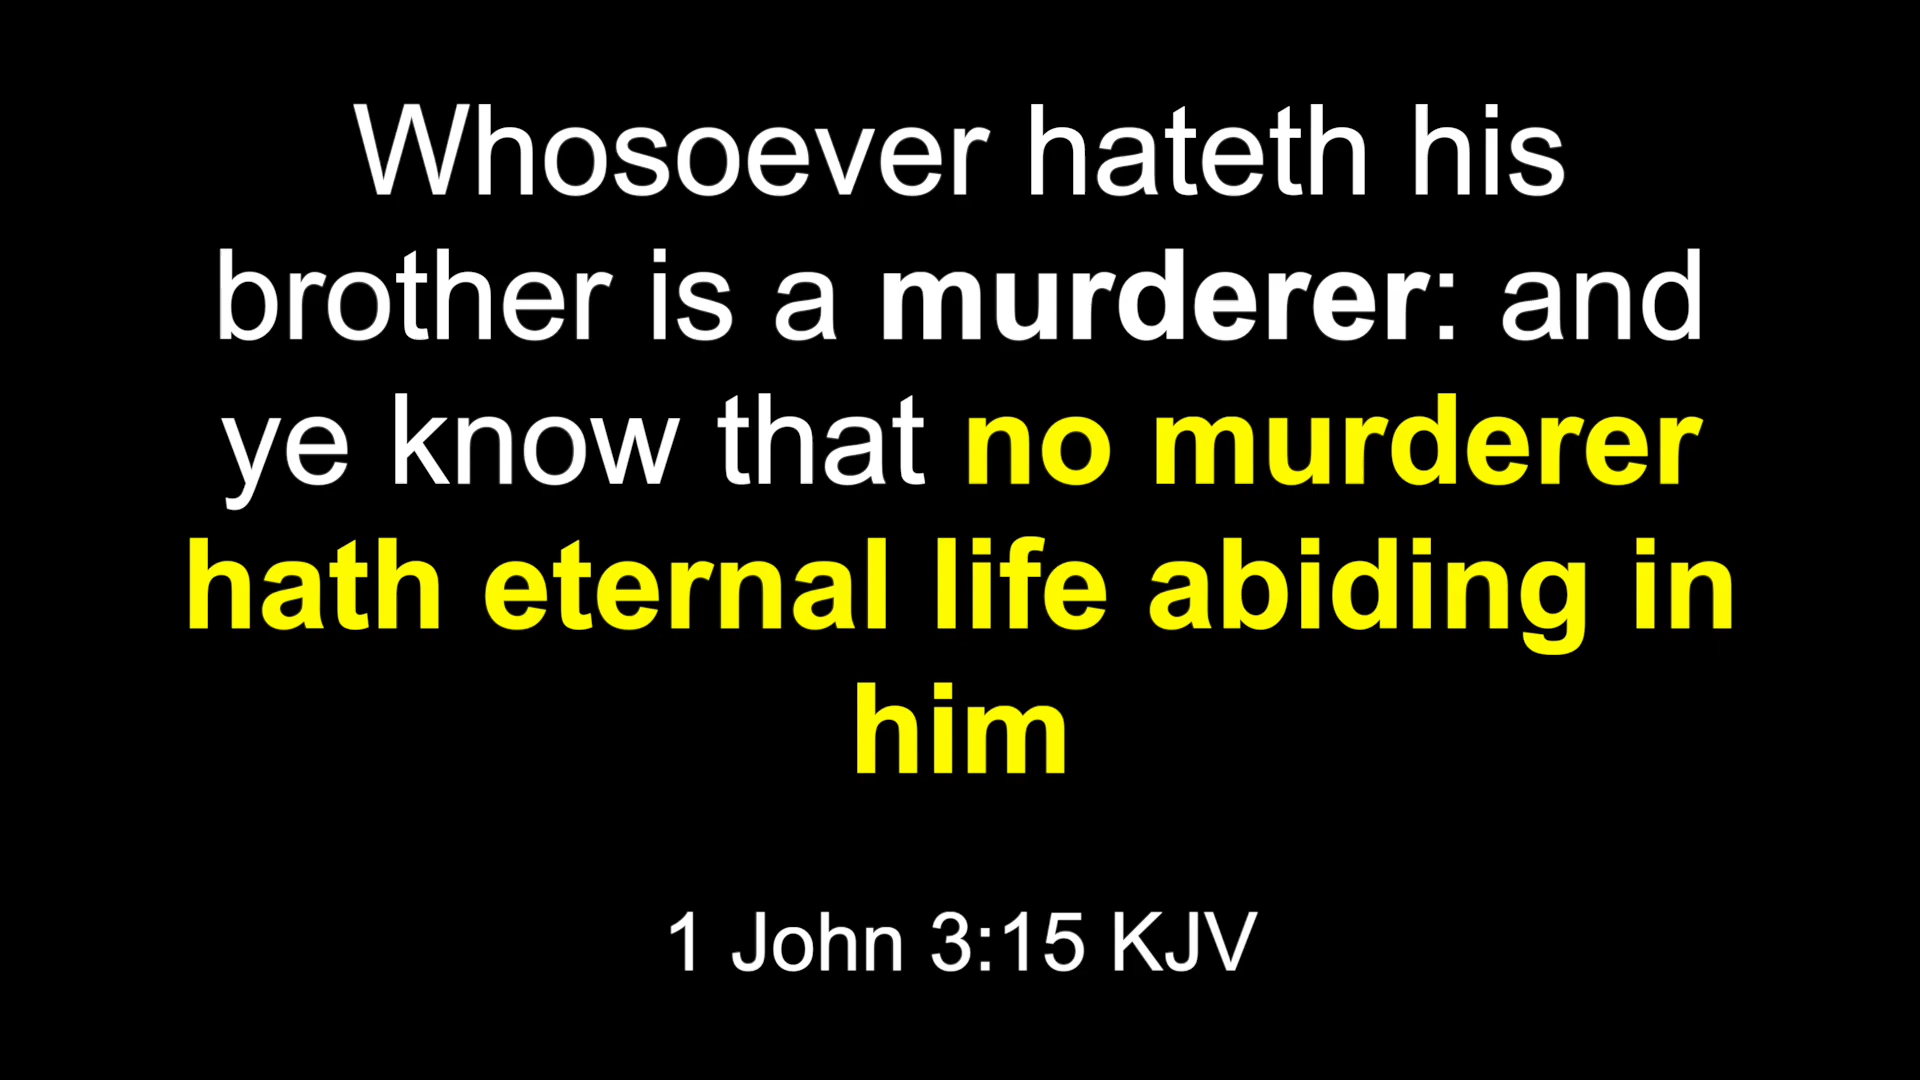 Whosoever hateth his
brother is a murderer: and
ye know that no murderer
hath eternal life abiding in
him
1 John 3:15 KJV